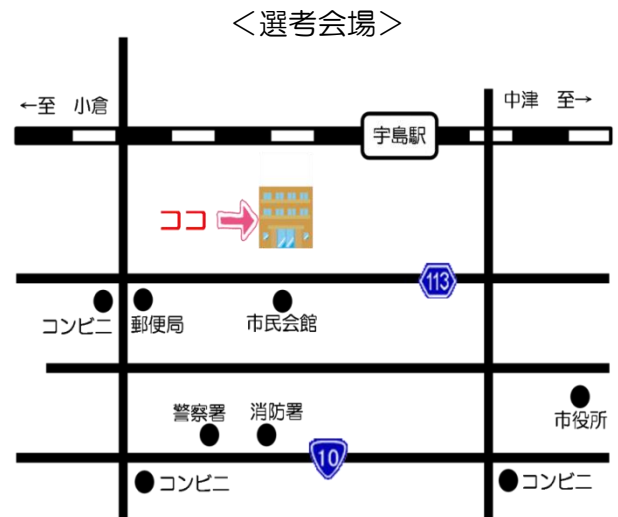 <選考会場>
←至 小倉
中津 至→
宇島駅
ココ
113
コンビニ
郵便局
市民会館
警察署
消防署
市役所
10
コンビニ
コンビニ